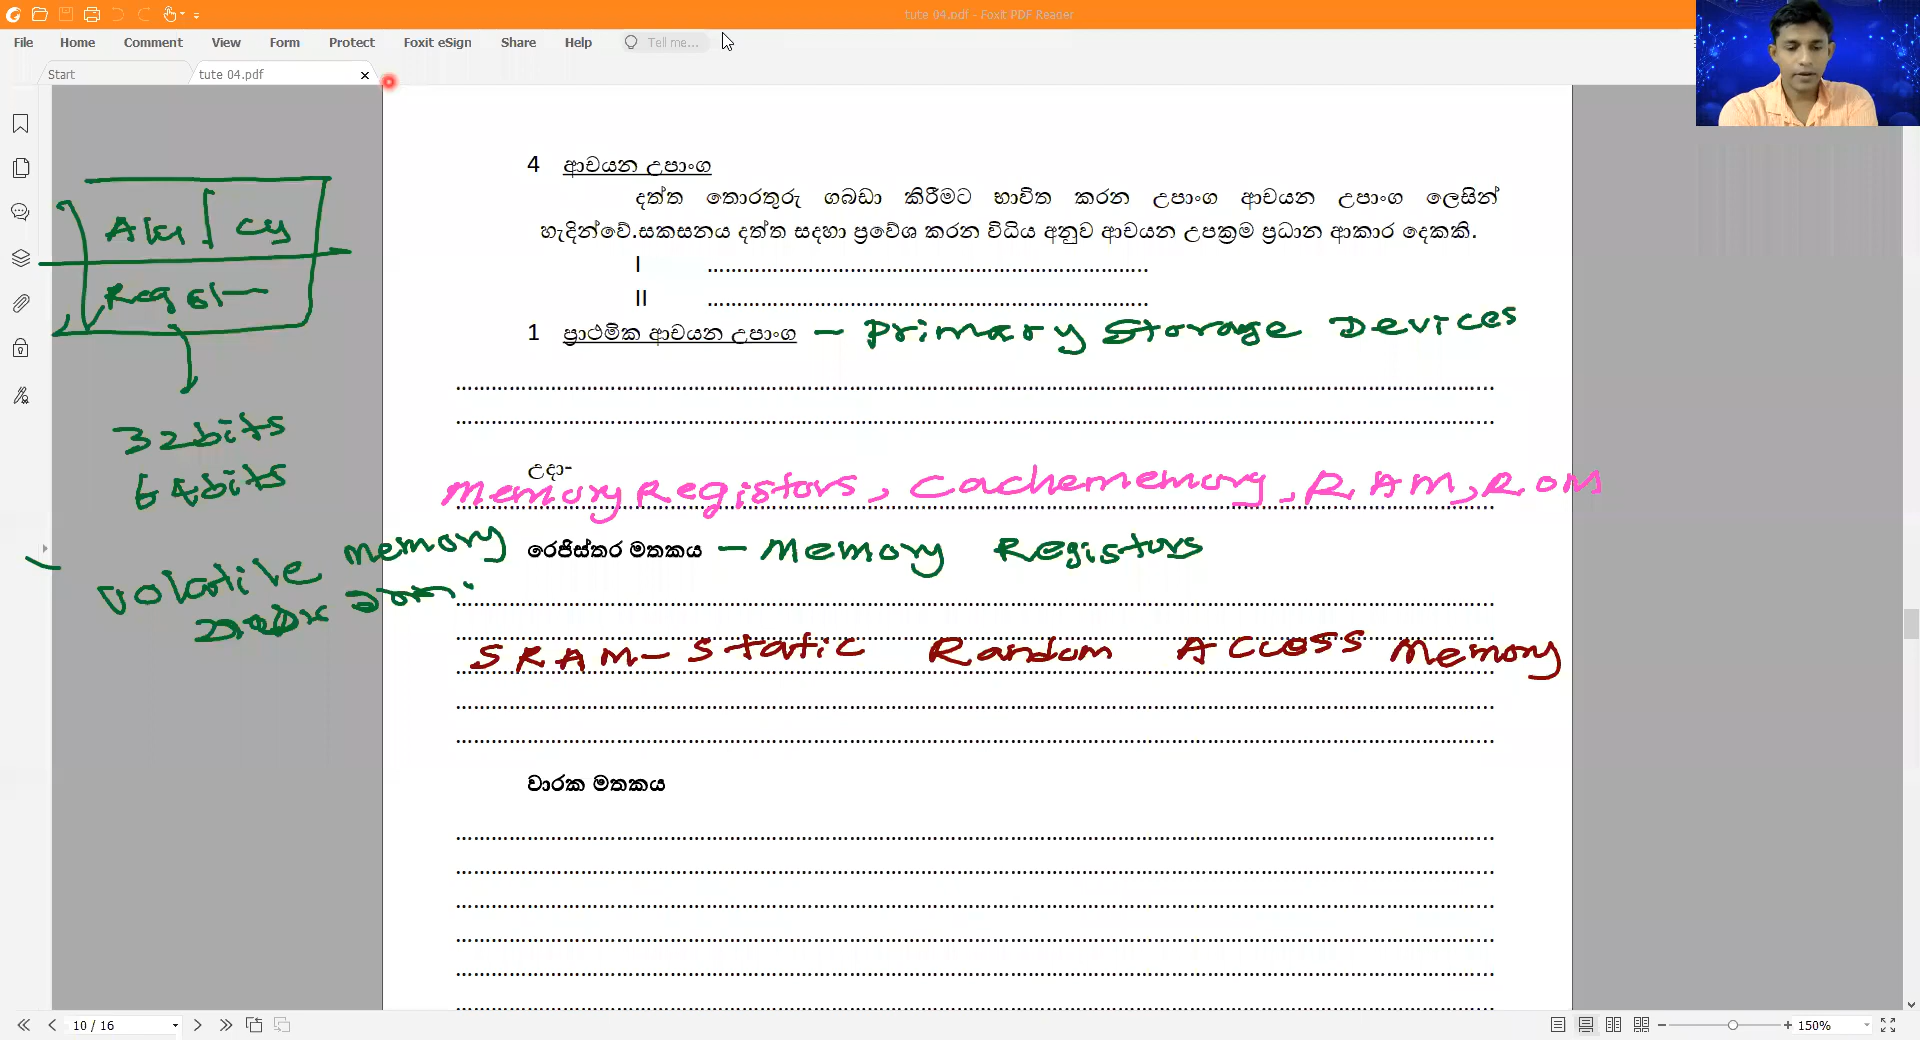 tute 04.pdf - Foxit PDF Reader
File Home Comment View Form Protect Foxit eSign Share Help Tell me...
Start tute 04.pdf
4 ආචයන උපාංග
දත්ත තොරතුරු ගබඩා කිරීමට භාවිත කරන උපාංග ආචයන උපාංග ලෙසින්
හැදින්වේ.සකසනය දත්ත සදහා ප්‍රවේශ කරන විධිය අනුව ආචයන උපක්‍රම ප්‍රධාන ආකාර දෙකකි.
I ..........................................................................
II ..........................................................................
1 ප්‍රාථමික ආචයන උපාංග – Primary Storage Devices
උදා-
Memory Registors, Cachememory, RAM, ROM
රෙජිස්තර මතකය – Memory Registors
SRAM – Static Random Access Memory
වාරක මතකය
32bits
64bits
Volatile memory
10 / 16
150%